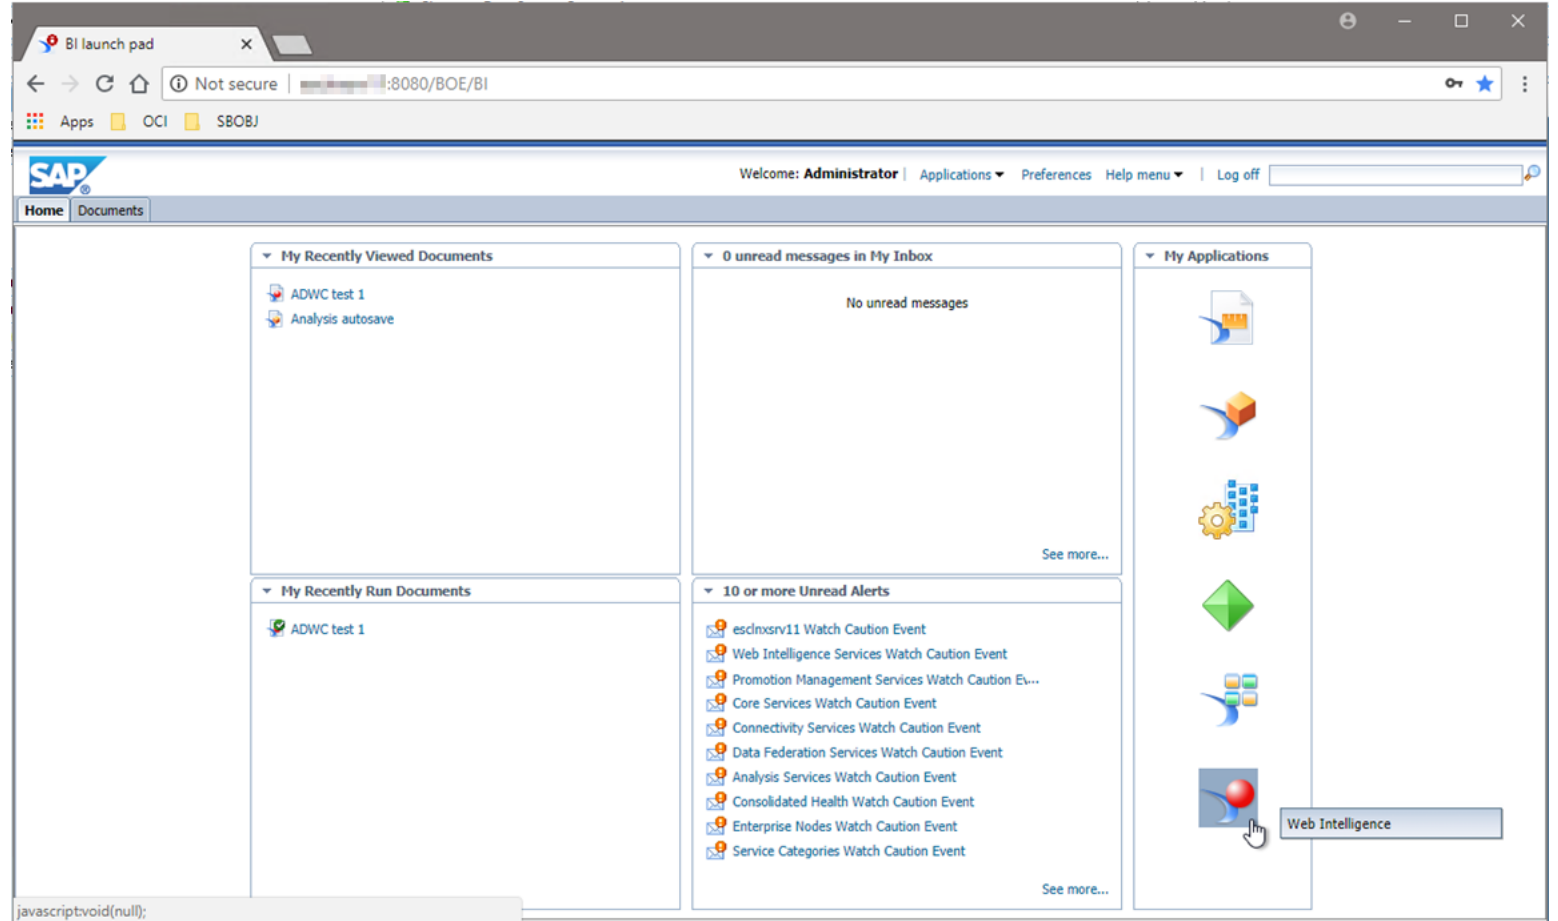 BI launch pad
Not secure | :8080/BOE/BI
Apps OCI SBOBJ
SAP®
Welcome: Administrator | Applications Preferences Help menu | Log off
Home Documents
My Recently Viewed Documents
ADWC test 1
Analysis autosave
0 unread messages in My Inbox
No unread messages
See more...
My Applications
My Recently Run Documents
ADWC test 1
10 or more Unread Alerts
esclnxsrv11 Watch Caution Event
Web Intelligence Services Watch Caution Event
Promotion Management Services Watch Caution Ev...
Core Services Watch Caution Event
Connectivity Services Watch Caution Event
Data Federation Services Watch Caution Event
Analysis Services Watch Caution Event
Consolidated Health Watch Caution Event
Enterprise Nodes Watch Caution Event
Service Categories Watch Caution Event
See more...
Web Intelligence
javascript:void(null);